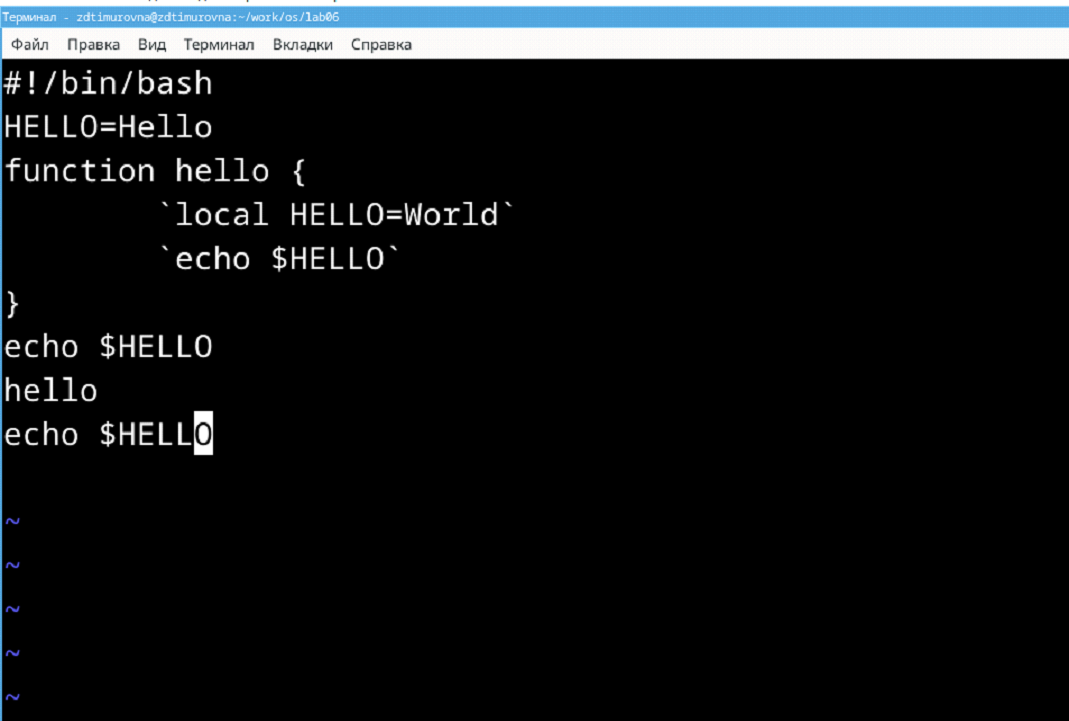 Терминал - zdtimurovna@zdtimurovna:~/work/os/lab06
Файл Правка Вид Терминал Вкладки Справка
#!/bin/bash
HELLO=Hello
function hello {
        `local HELLO=World`
        `echo $HELLO`
}
echo $HELLO
hello
echo $HELLO
~
~
~
~
~